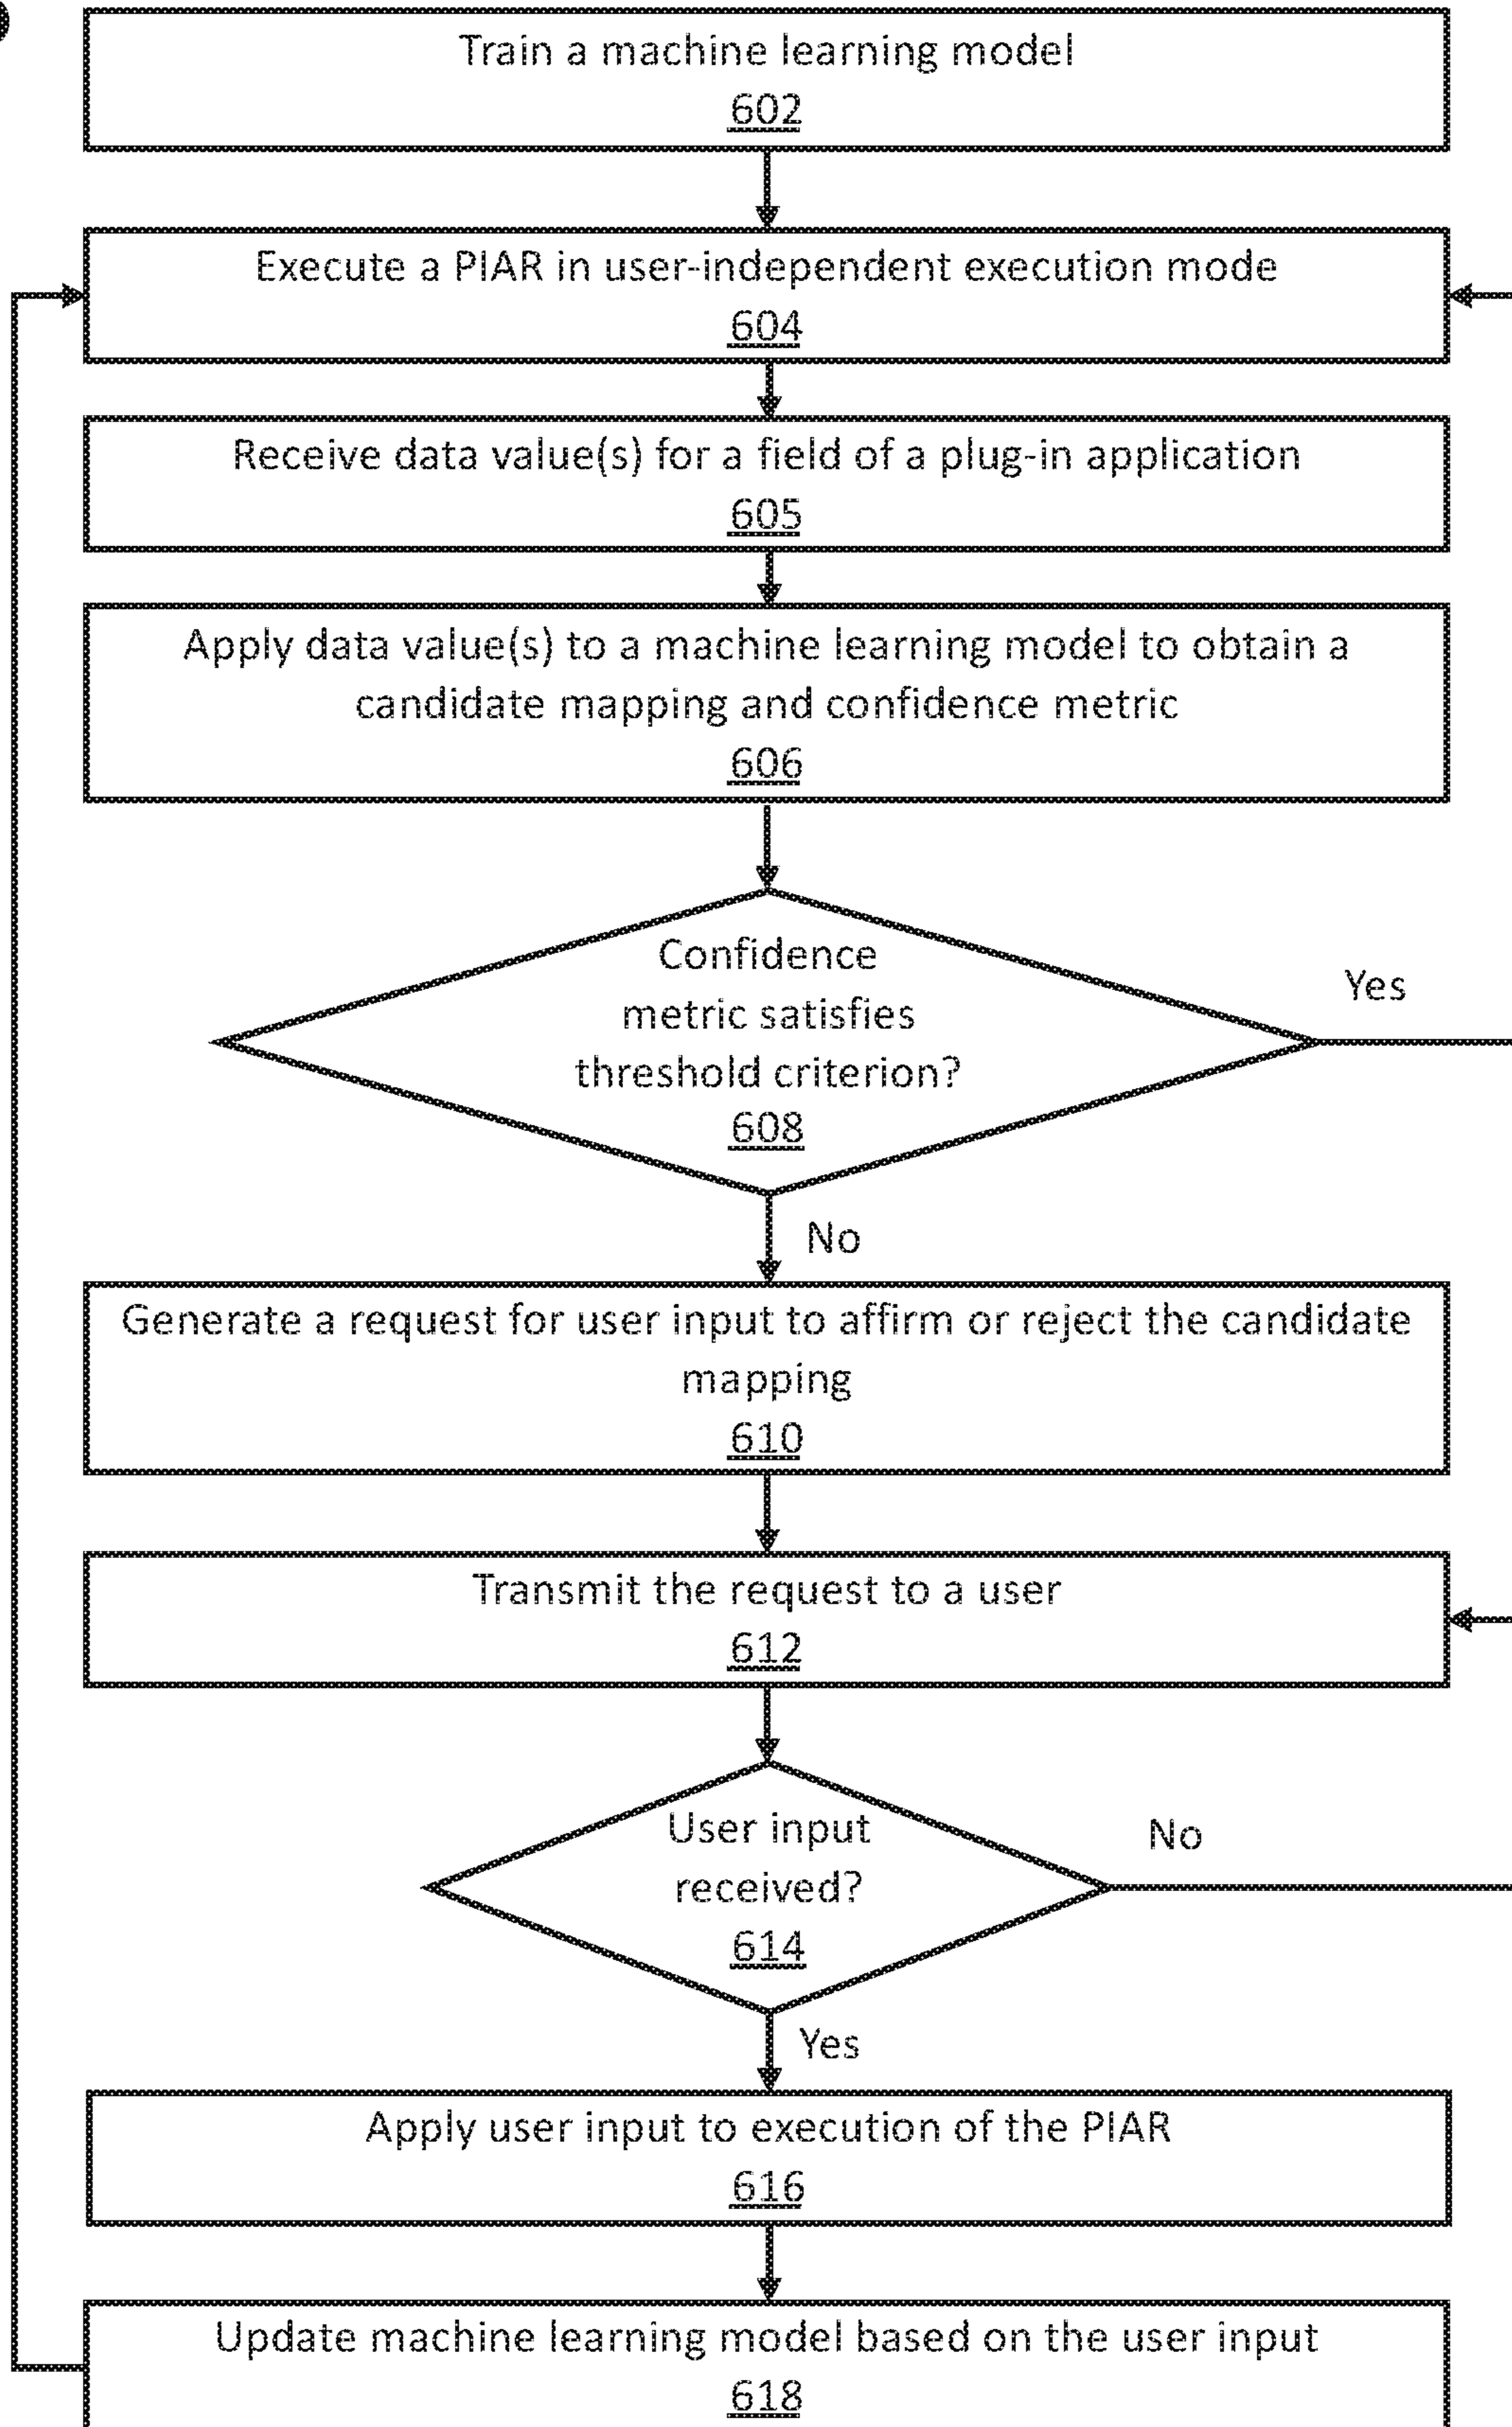 Train a machine learning model
602
Execute a PIAR in user-independent execution mode
604
Receive data value(s) for a field of a plug-in application
605
Apply data value(s) to a machine learning model to obtain a
candidate mapping and confidence metric
606
Confidence
metric satisfies
threshold criterion?
608
Yes
No
Generate a request for user input to affirm or reject the candidate
mapping
610
Transmit the request to a user
612
User input
received?
614
No
Yes
Apply user input to execution of the PIAR
616
Update machine learning model based on the user input
618